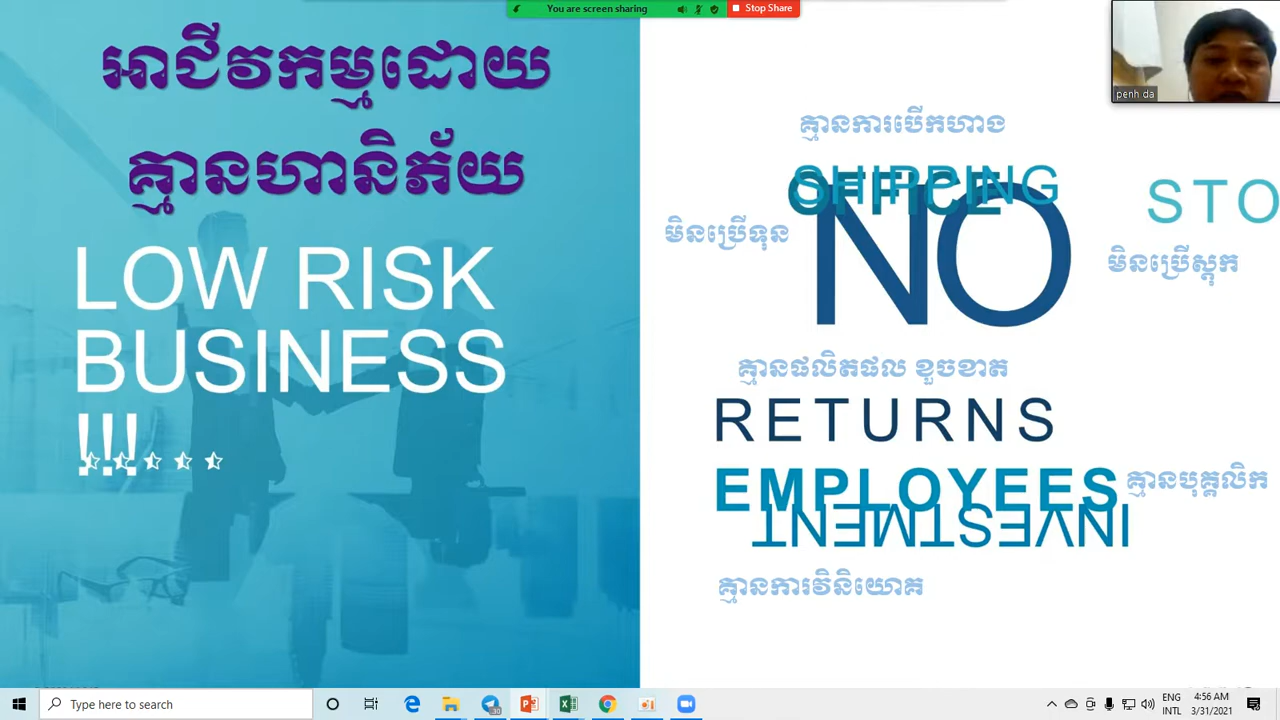 You are screen sharing
Stop Share
penh da
អាជីវកម្មដោយ
គ្មានហានិភ័យ
LOW RISK
BUSINESS
!!!
គ្មានការបើកហាង
SHIPPING
OFFICE
STO
មិនប្រើទុន
NO
មិនប្រើស្តុក
គ្មានផលិតផល ខួចខាត
RETURNS
EMPLOYEES
គ្មានបុគ្គលិក
INVESTMENT
គ្មានការវិនិយោគ
Type here to search
30
ENG
INTL
4:56 AM
3/31/2021